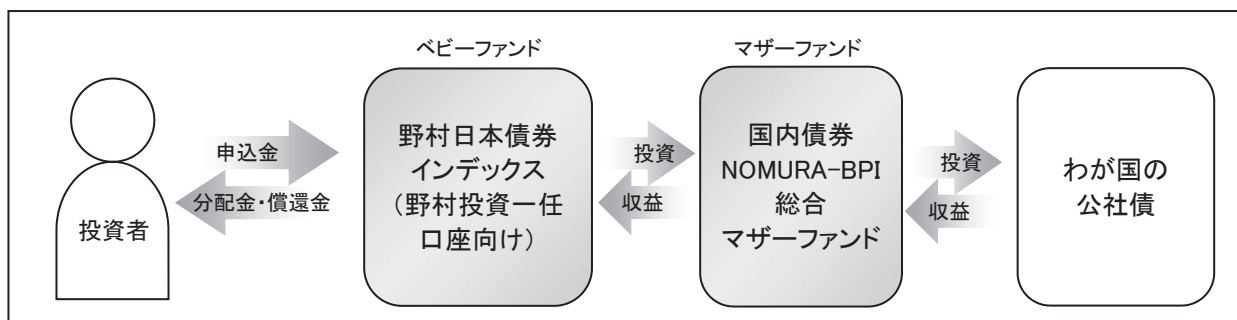 ベビーファンド
マザーファンド
投資者
申込金
分配金・償還金
野村日本債券
インデックス
（野村投資一任
口座向け）
投資
収益
国内債券
NOMURA-BPI
総合
マザーファンド
投資
収益
わが国の
公社債